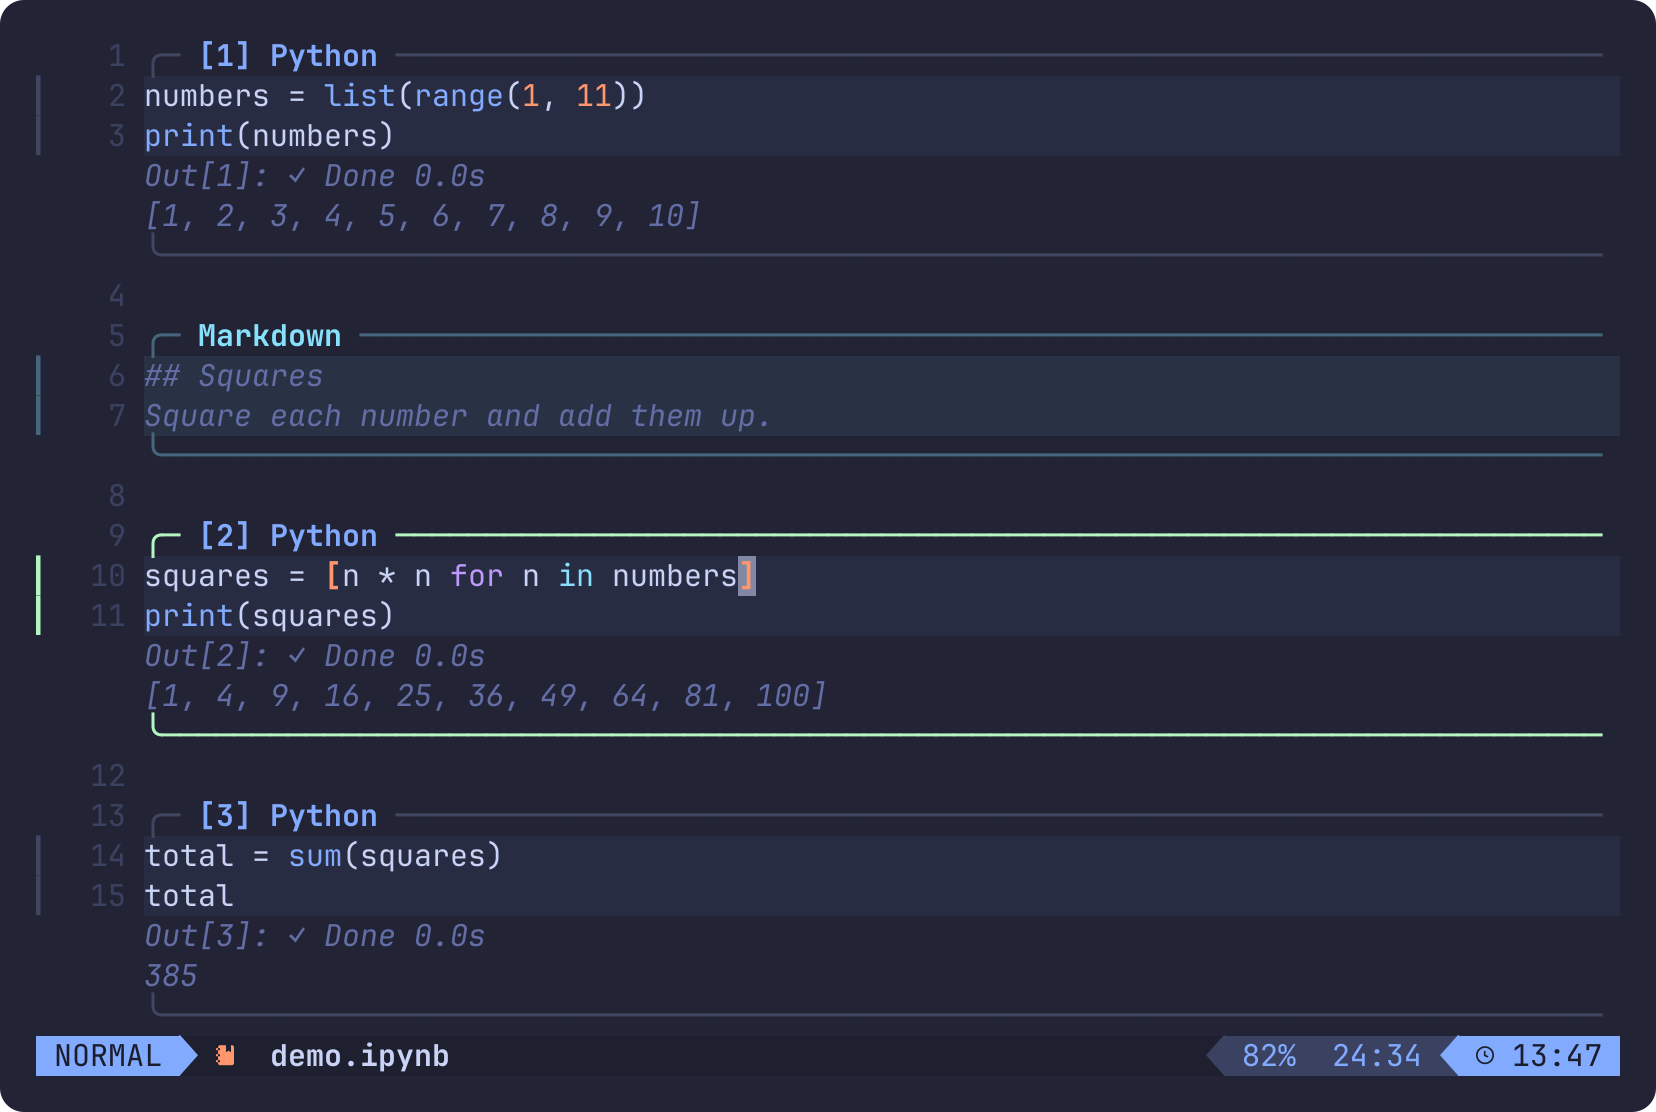 1 [1] Python
2 numbers = list(range(1, 11))
3 print(numbers)
Out[1]: ✓ Done 0.0s
[1, 2, 3, 4, 5, 6, 7, 8, 9, 10]
4
5 Markdown
6 ## Squares
7 Square each number and add them up.
8
9 [2] Python
10 squares = [n * n for n in numbers]
11 print(squares)
Out[2]: ✓ Done 0.0s
[1, 4, 9, 16, 25, 36, 49, 64, 81, 100]
12
13 [3] Python
14 total = sum(squares)
15 total
Out[3]: ✓ Done 0.0s
385
NORMAL demo.ipynb 82% 24:34 13:47